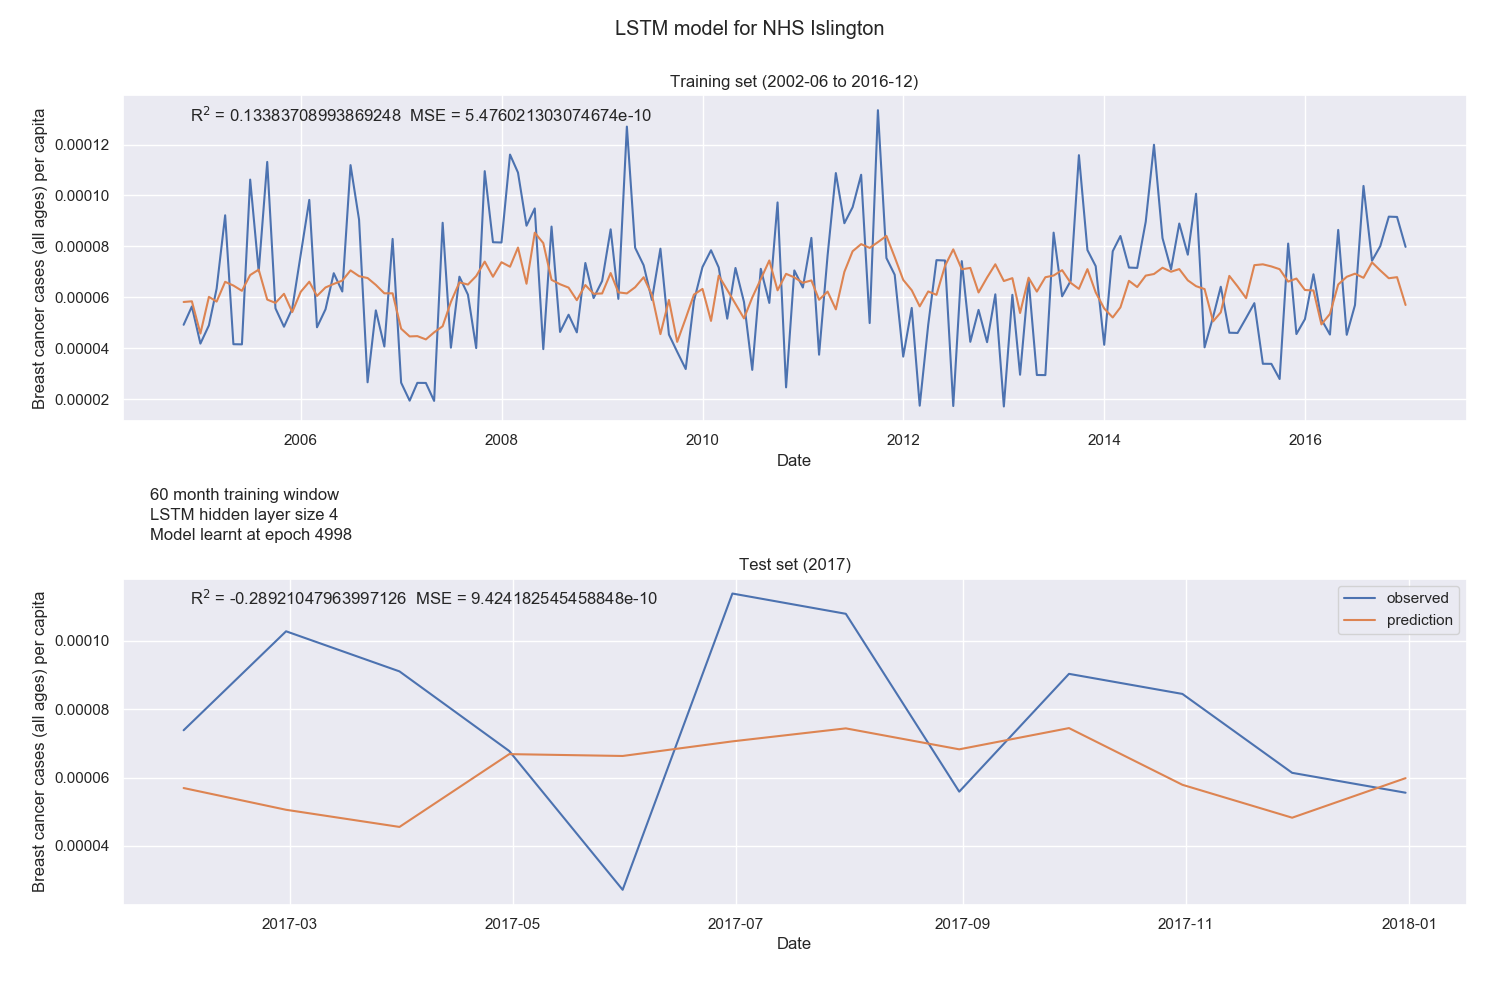 LSTM model for NHS Islington
Training set (2002-06 to 2016-12)
R² = 0.13383708993869248 MSE = 5.476021303074674e-10
Breast cancer cases (all ages) per capita
0.00012
0.00010
0.00008
0.00006
0.00004
0.00002
2006 2008 2010 2012 2014 2016
Date
60 month training window
LSTM hidden layer size 4
Model learnt at epoch 4998
Test set (2017)
R² = -0.28921047963997126 MSE = 9.424182545458848e-10
observed
prediction
Breast cancer cases (all ages) per capita
0.00010
0.00008
0.00006
0.00004
2017-03 2017-05 2017-07 2017-09 2017-11 2018-01
Date